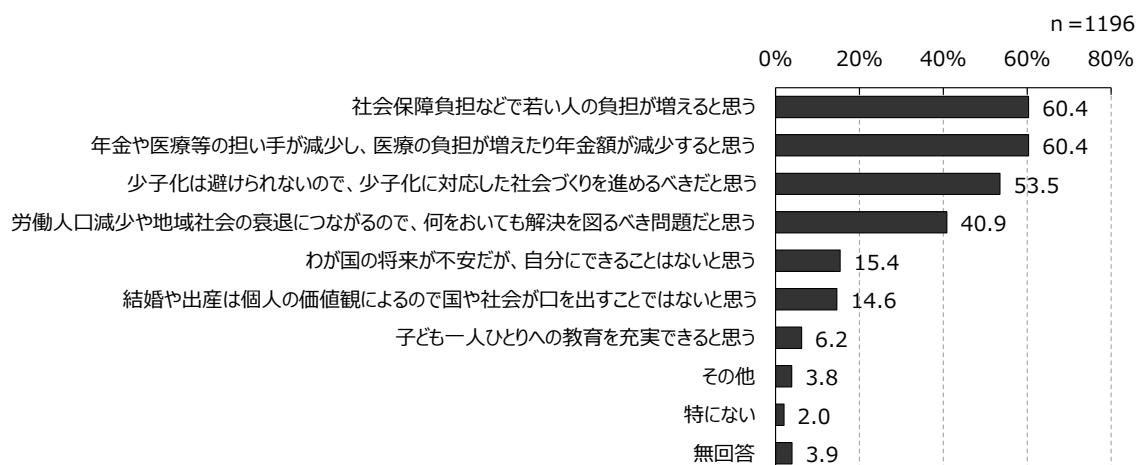 n =1196
0% 20% 40% 60% 80%
社会保障負担などで若い人の負担が増えると思う 60.4
年金や医療等の担い手が減少し、医療の負担が増えたり年金額が減少すると思う 60.4
少子化は避けられないので、少子化に対応した社会づくりを進めるべきだと思う 53.5
労働人口減少や地域社会の衰退につながるので、何をおいても解決を図るべき問題だと思う 40.9
わが国の将来が不安だが、自分にできることはないと思う 15.4
結婚や出産は個人の価値観によるので国や社会が口を出すことではないと思う 14.6
子ども一人ひとりへの教育を充実できると思う 6.2
その他 3.8
特にない 2.0
無回答 3.9